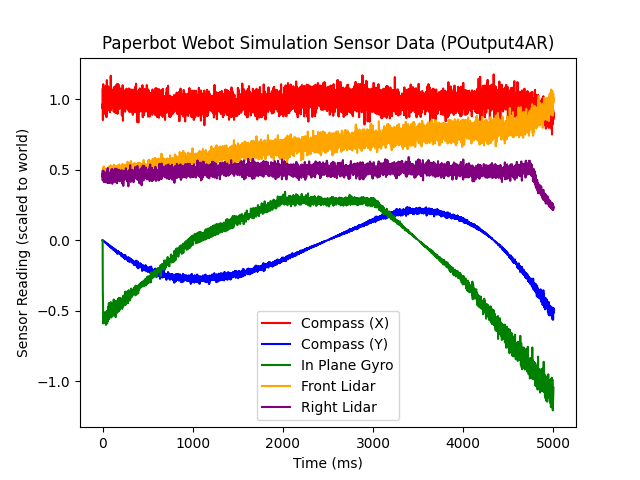 Paperbot Webot Simulation Sensor Data (POutput4AR)
Sensor Reading (scaled to world)
1.0
0.5
0.0
−0.5
−1.0
Compass (X)
Compass (Y)
In Plane Gyro
Front Lidar
Right Lidar
0 1000 2000 3000 4000 5000
Time (ms)